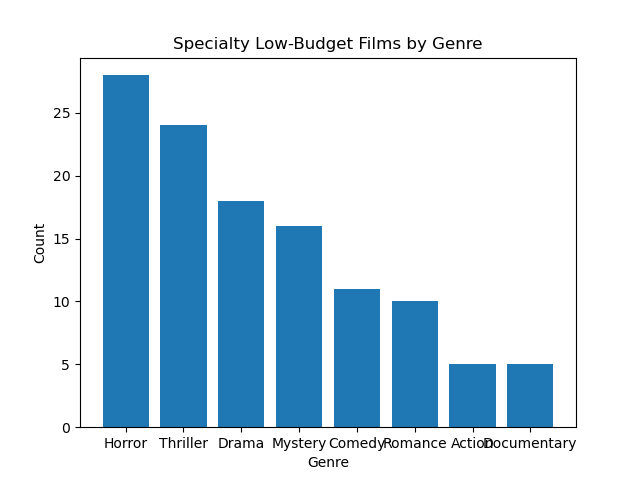 Specialty Low-Budget Films by Genre
25
20
15
10
5
0
Count
Horror Thriller Drama Mystery Comedy Romance Action Documentary
Genre